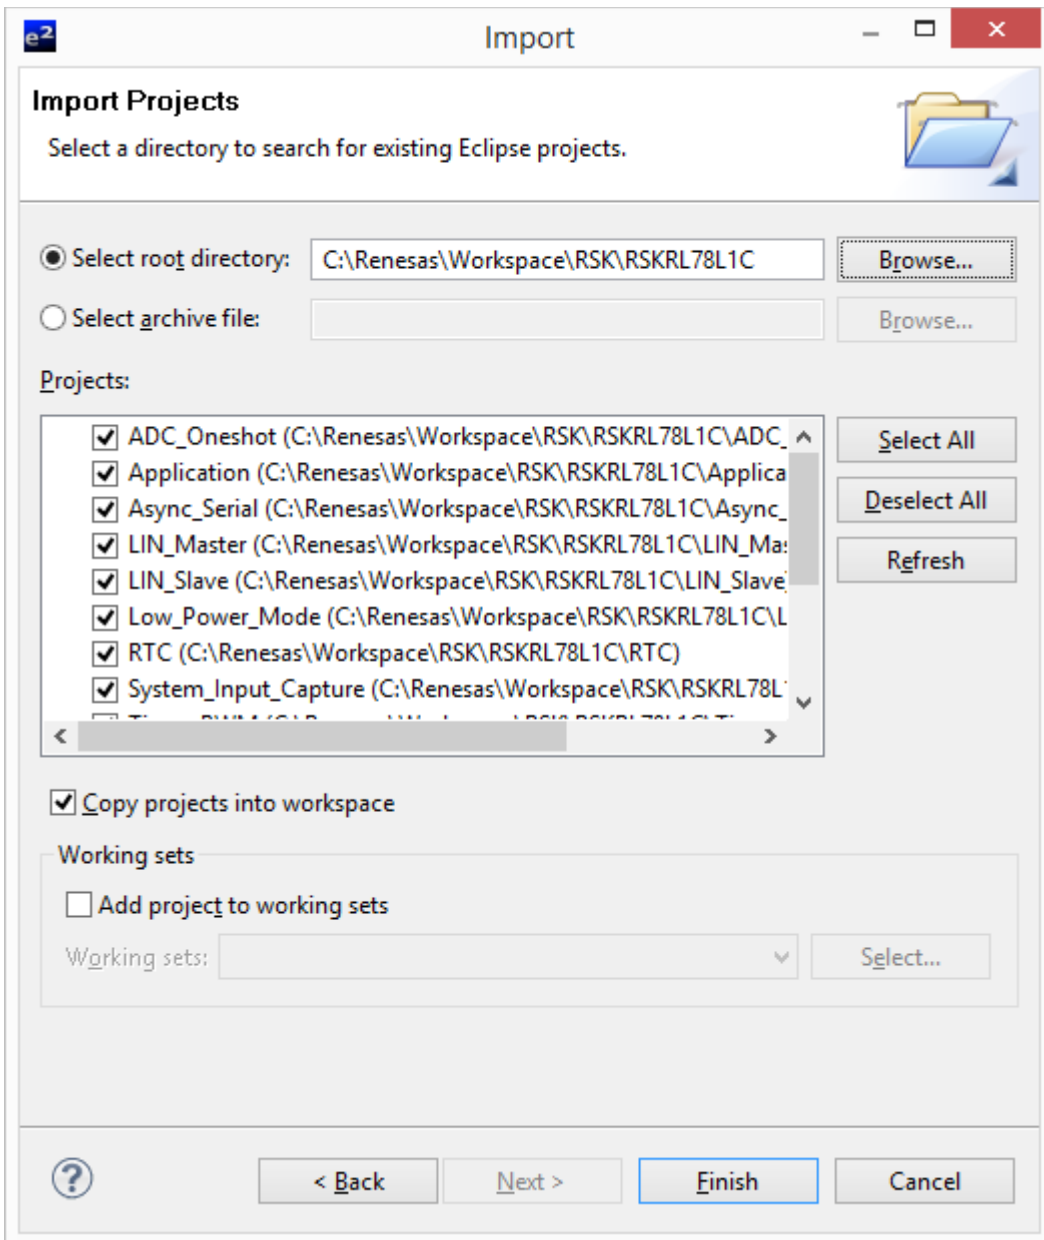 e²
Import
Import Projects
Select a directory to search for existing Eclipse projects.
Select root directory: C:\Renesas\Workspace\RSK\RSKRL78L1C Browse...
Select archive file: Browse...
Projects:
ADC_Oneshot (C:\Renesas\Workspace\RSK\RSKRL78L1C\ADC_
Application (C:\Renesas\Workspace\RSK\RSKRL78L1C\Applica
Async_Serial (C:\Renesas\Workspace\RSK\RSKRL78L1C\Async_
LIN_Master (C:\Renesas\Workspace\RSK\RSKRL78L1C\LIN_Mas
LIN_Slave (C:\Renesas\Workspace\RSK\RSKRL78L1C\LIN_Slave)
Low_Power_Mode (C:\Renesas\Workspace\RSK\RSKRL78L1C\L
RTC (C:\Renesas\Workspace\RSK\RSKRL78L1C\RTC)
System_Input_Capture (C:\Renesas\Workspace\RSK\RSKRL78L1
Select All
Deselect All
Refresh
Copy projects into workspace
Working sets
Add project to working sets
Working sets: Select...
? < Back Next > Finish Cancel